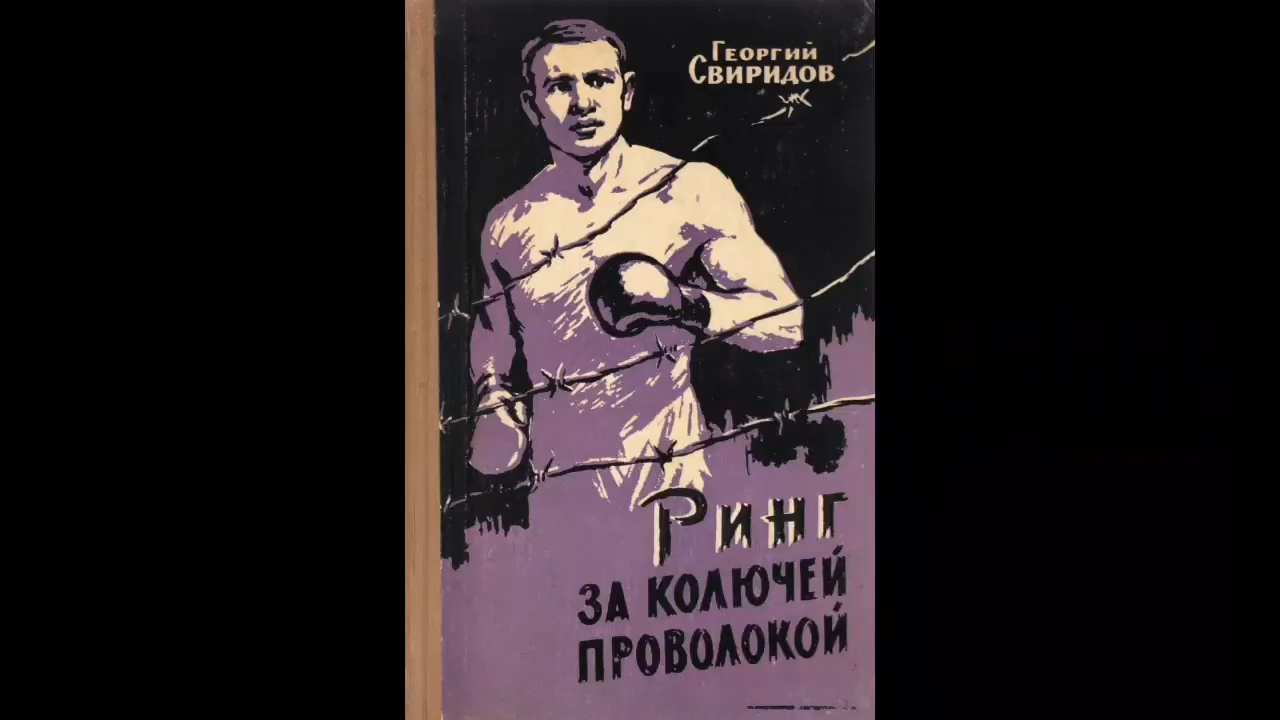 Георгий
Свиридов
Ринг
за колючей
проволокой